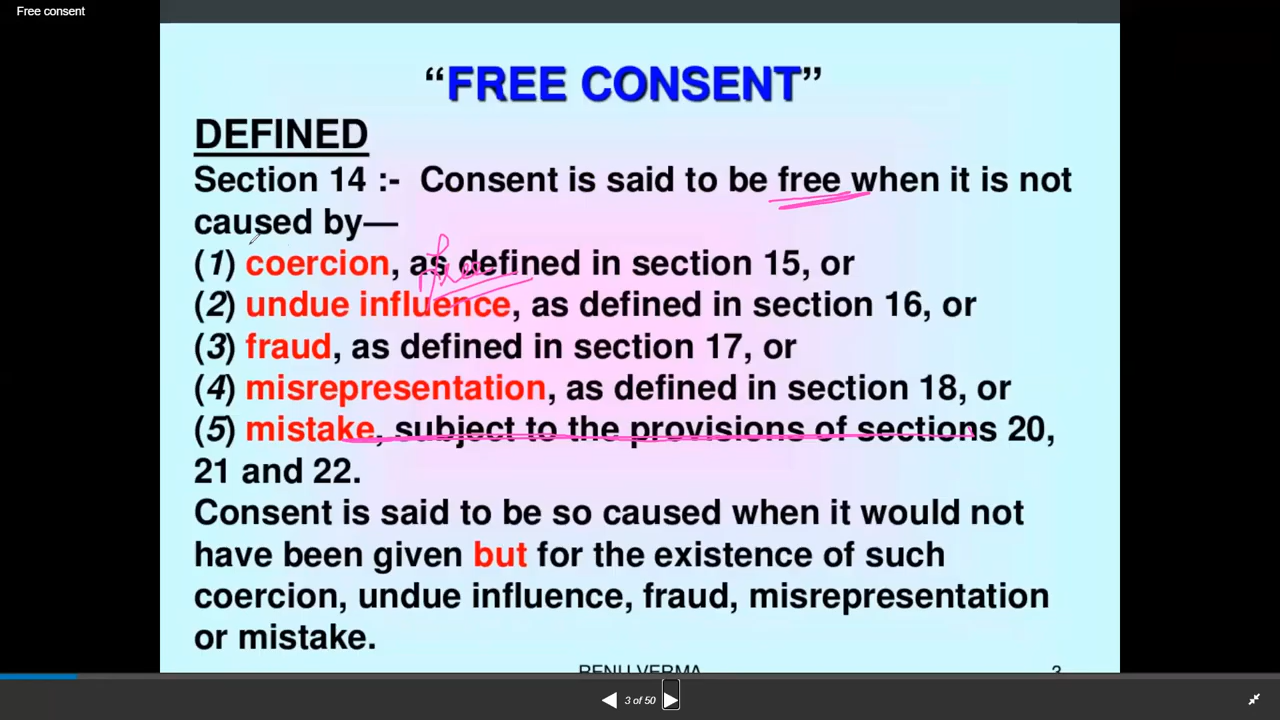 Free consent
“FREE CONSENT”
DEFINED
Section 14 :- Consent is said to be free when it is not
caused by—
(1) coercion, as defined in section 15, or
free
(2) undue influence, as defined in section 16, or
(3) fraud, as defined in section 17, or
(4) misrepresentation, as defined in section 18, or
(5) mistake, subject to the provisions of sections 20,
21 and 22.
Consent is said to be so caused when it would not
have been given but for the existence of such
coercion, undue influence, fraud, misrepresentation
or mistake.
RENU VERMA 3
3 of 50